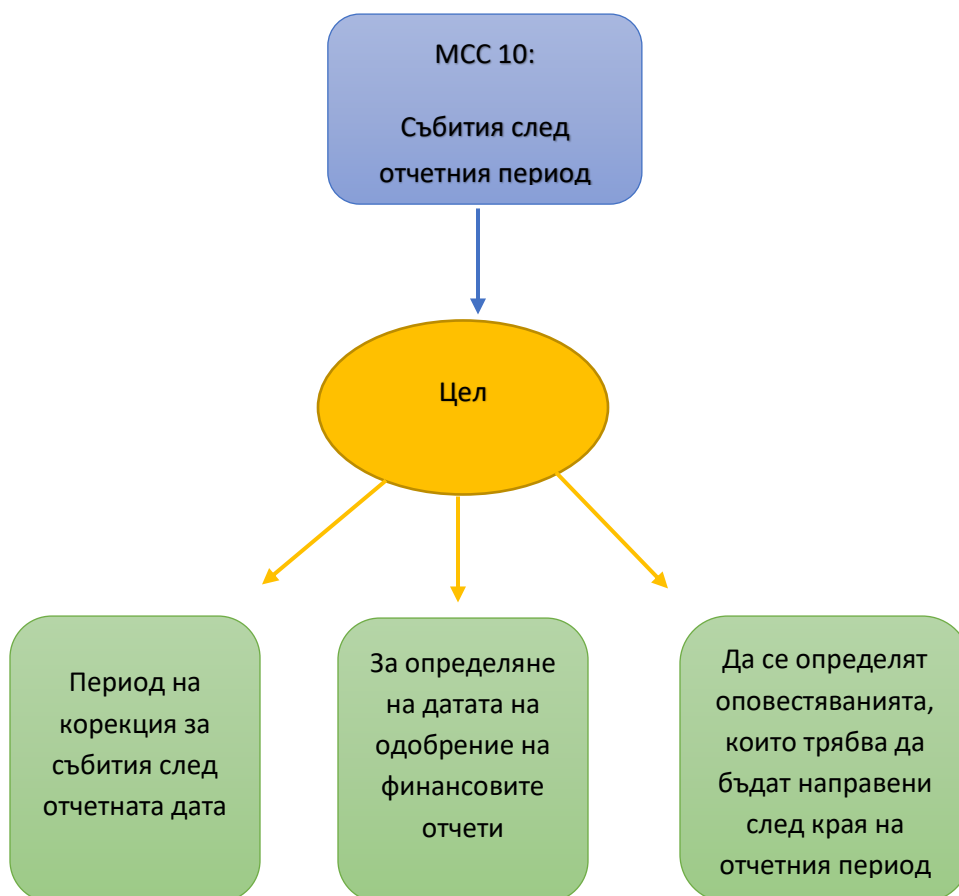 МСС 10:
Събития след
отчетния период
Цел
Период на
корекция за
събития след
отчетната дата
За определяне
на датата на
одобрение на
финансовите
отчети
Да се определят
оповестяванията,
които трябва да
бъдат направени
след края на
отчетния период